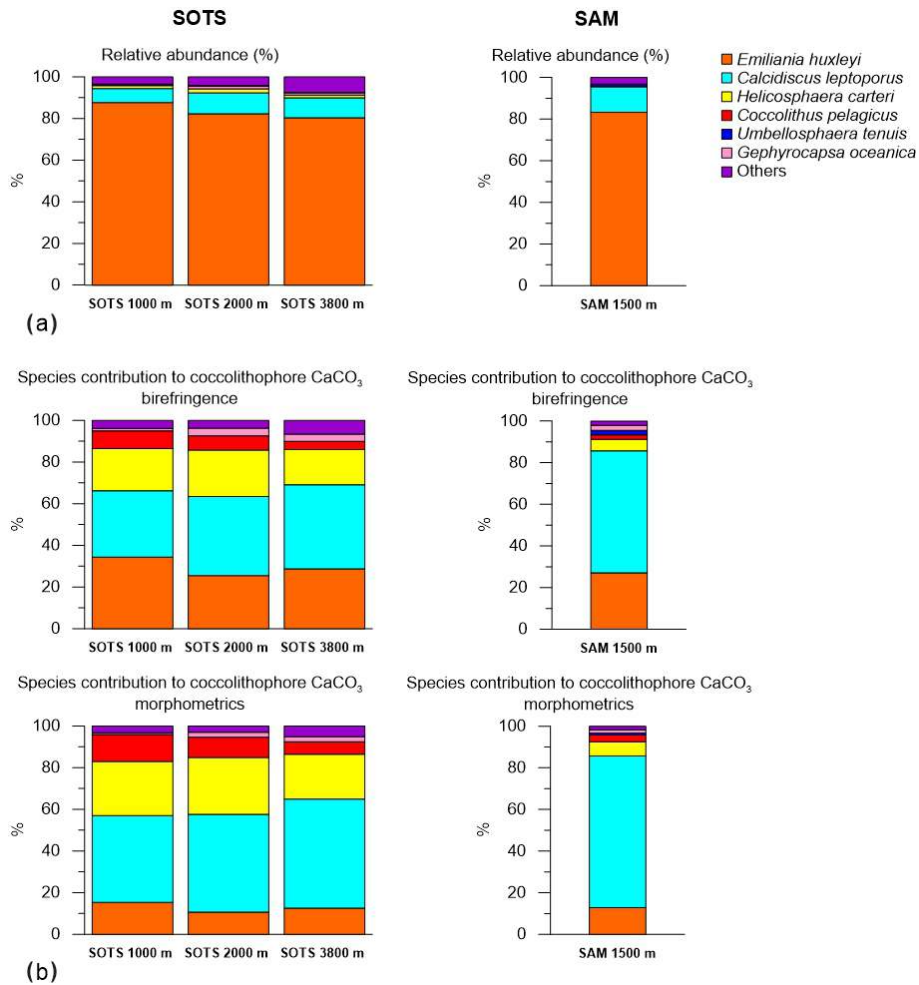 SOTS
SAM
Relative abundance (%)
Relative abundance (%)
100
80
60
40
20
0
%
SOTS 1000 m SOTS 2000 m SOTS 3800 m
100
80
60
40
20
0
%
SAM 1500 m
Emiliania huxleyi
Calcidiscus leptoporus
Helicosphaera carteri
Coccolithus pelagicus
Umbellosphaera tenuis
Gephyrocapsa oceanica
Others
(a)
Species contribution to coccolithophore CaCO₃
birefringence
100
80
60
40
20
0
%
SOTS 1000 m SOTS 2000 m SOTS 3800 m
Species contribution to coccolithophore CaCO₃
birefringence
100
80
60
40
20
0
%
SAM 1500 m
Species contribution to coccolithophore CaCO₃
morphometrics
100
80
60
40
20
0
%
SOTS 1000 m SOTS 2000 m SOTS 3800 m
Species contribution to coccolithophore CaCO₃
morphometrics
100
80
60
40
20
0
%
SAM 1500 m
(b)